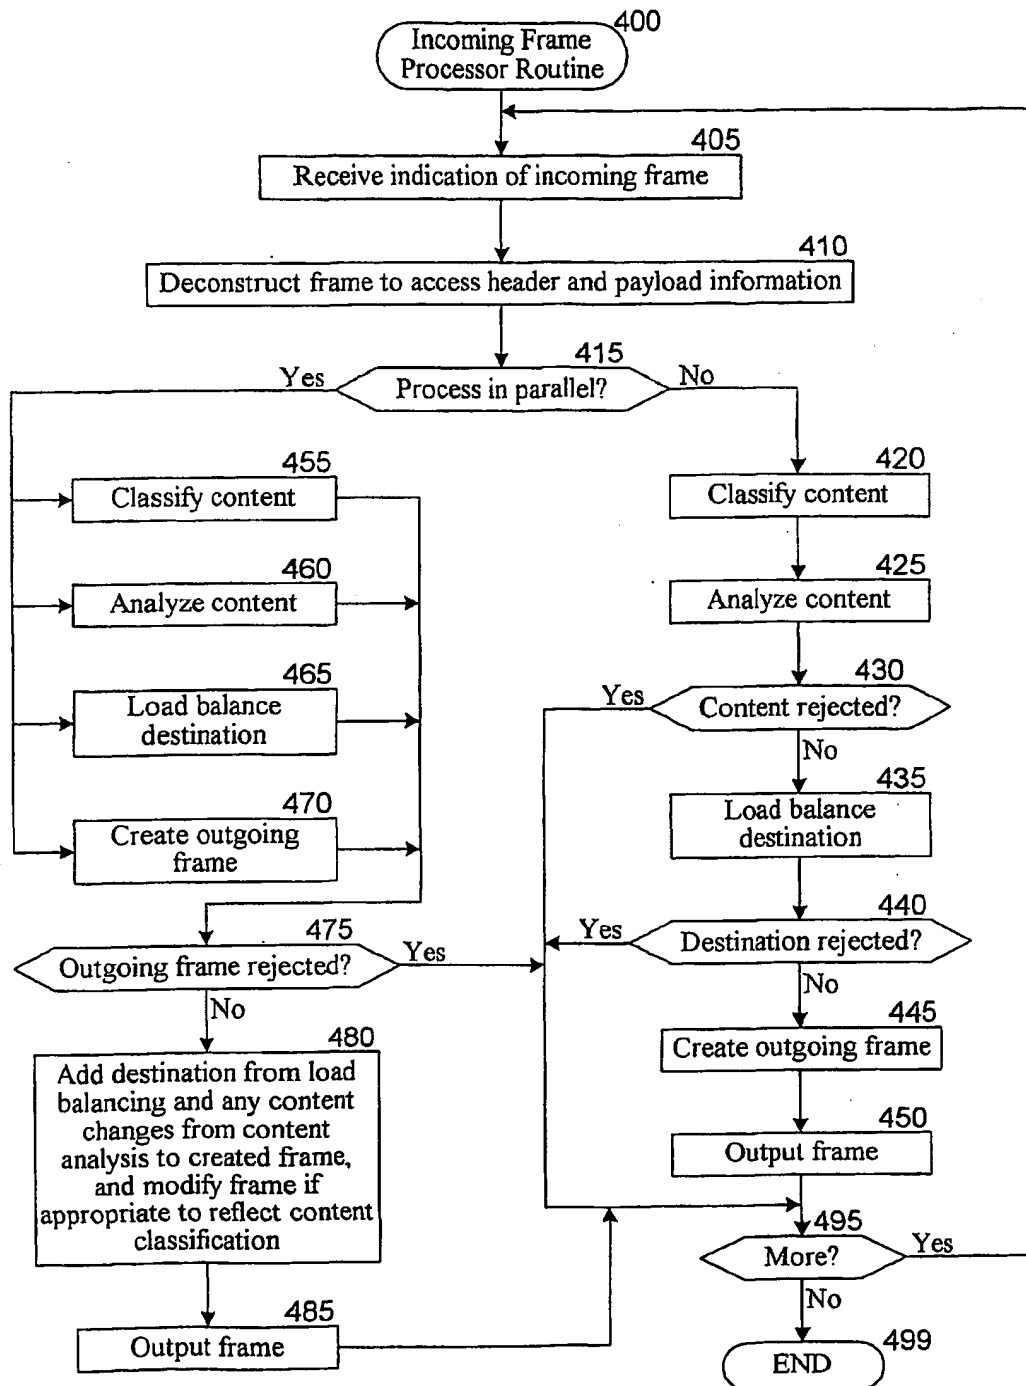 400
Incoming Frame
Processor Routine
405
Receive indication of incoming frame
410
Deconstruct frame to access header and payload information
415
Yes
Process in parallel?
No
455
Classify content
460
Analyze content
465
Load balance
destination
470
Create outgoing
frame
475
Outgoing frame rejected?
Yes
No
480
Add destination from load
balancing and any content
changes from content
analysis to created frame,
and modify frame if
appropriate to reflect content
classification
485
Output frame
420
Classify content
425
Analyze content
430
Yes
Content rejected?
No
435
Load balance
destination
440
Yes
Destination rejected?
No
445
Create outgoing frame
450
Output frame
495
More?
Yes
No
499
END